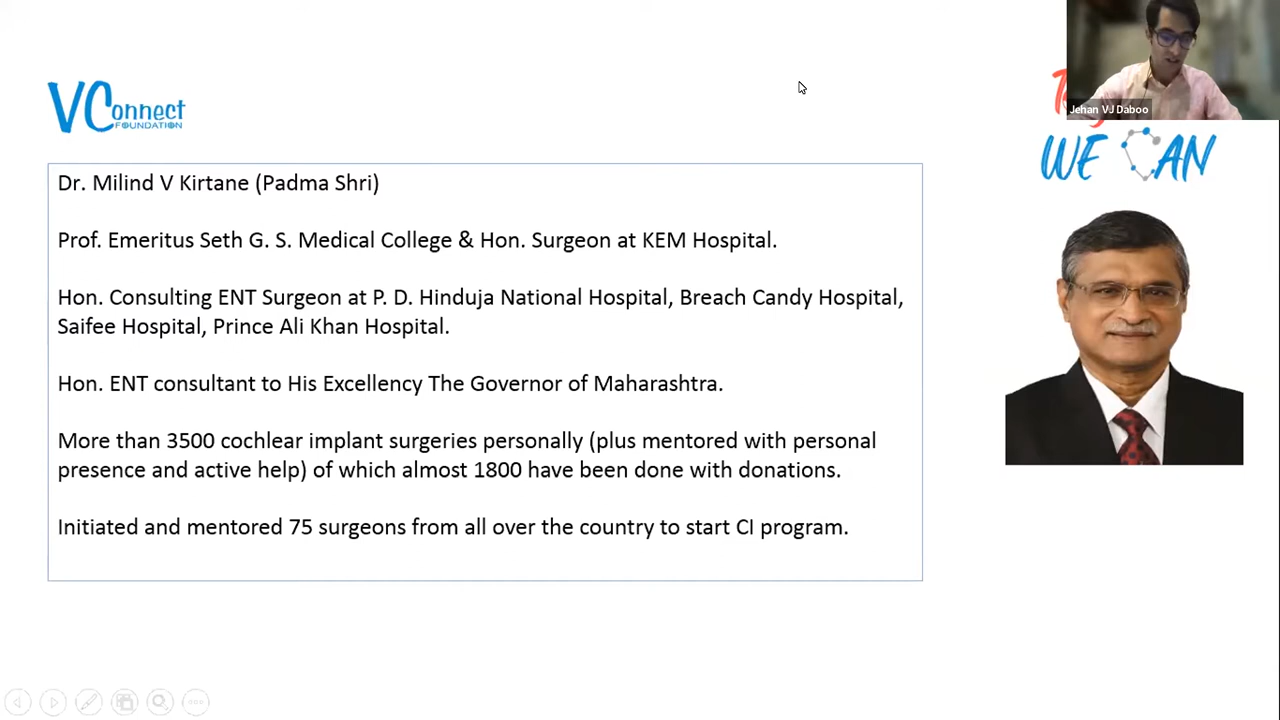 VConnect
FOUNDATION
Jehan VJ Daboo
WE CAN
Dr. Milind V Kirtane (Padma Shri)
Prof. Emeritus Seth G. S. Medical College & Hon. Surgeon at KEM Hospital.
Hon. Consulting ENT Surgeon at P. D. Hinduja National Hospital, Breach Candy Hospital,
Saifee Hospital, Prince Ali Khan Hospital.
Hon. ENT consultant to His Excellency The Governor of Maharashtra.
More than 3500 cochlear implant surgeries personally (plus mentored with personal
presence and active help) of which almost 1800 have been done with donations.
Initiated and mentored 75 surgeons from all over the country to start CI program.